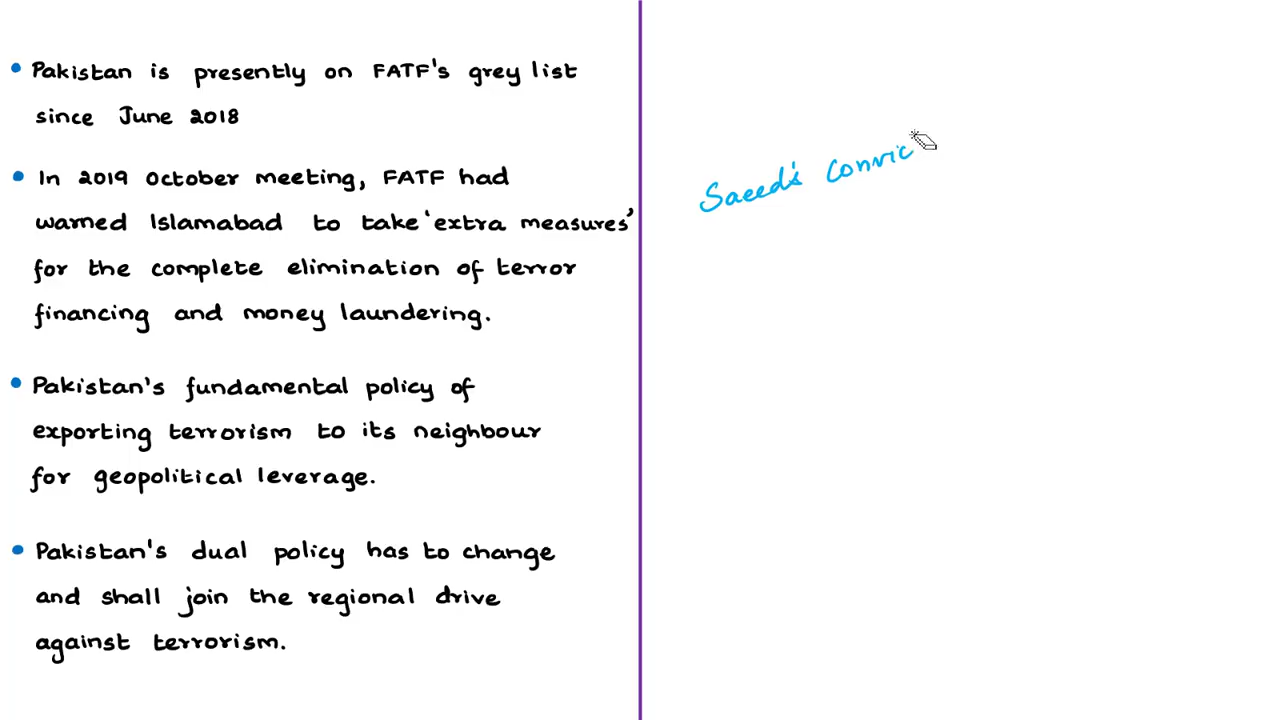 • Pakistan is presently on FATF's grey list
since June 2018
• In 2019 October meeting, FATF had
warned Islamabad to take 'extra measures'
for the complete elimination of terror
financing and money laundering.
• Pakistan's fundamental policy of
exporting terrorism to its neighbour
for geopolitical leverage.
• Pakistan's dual policy has to change
and shall join the regional drive
against terrorism.
Saeed's Convic